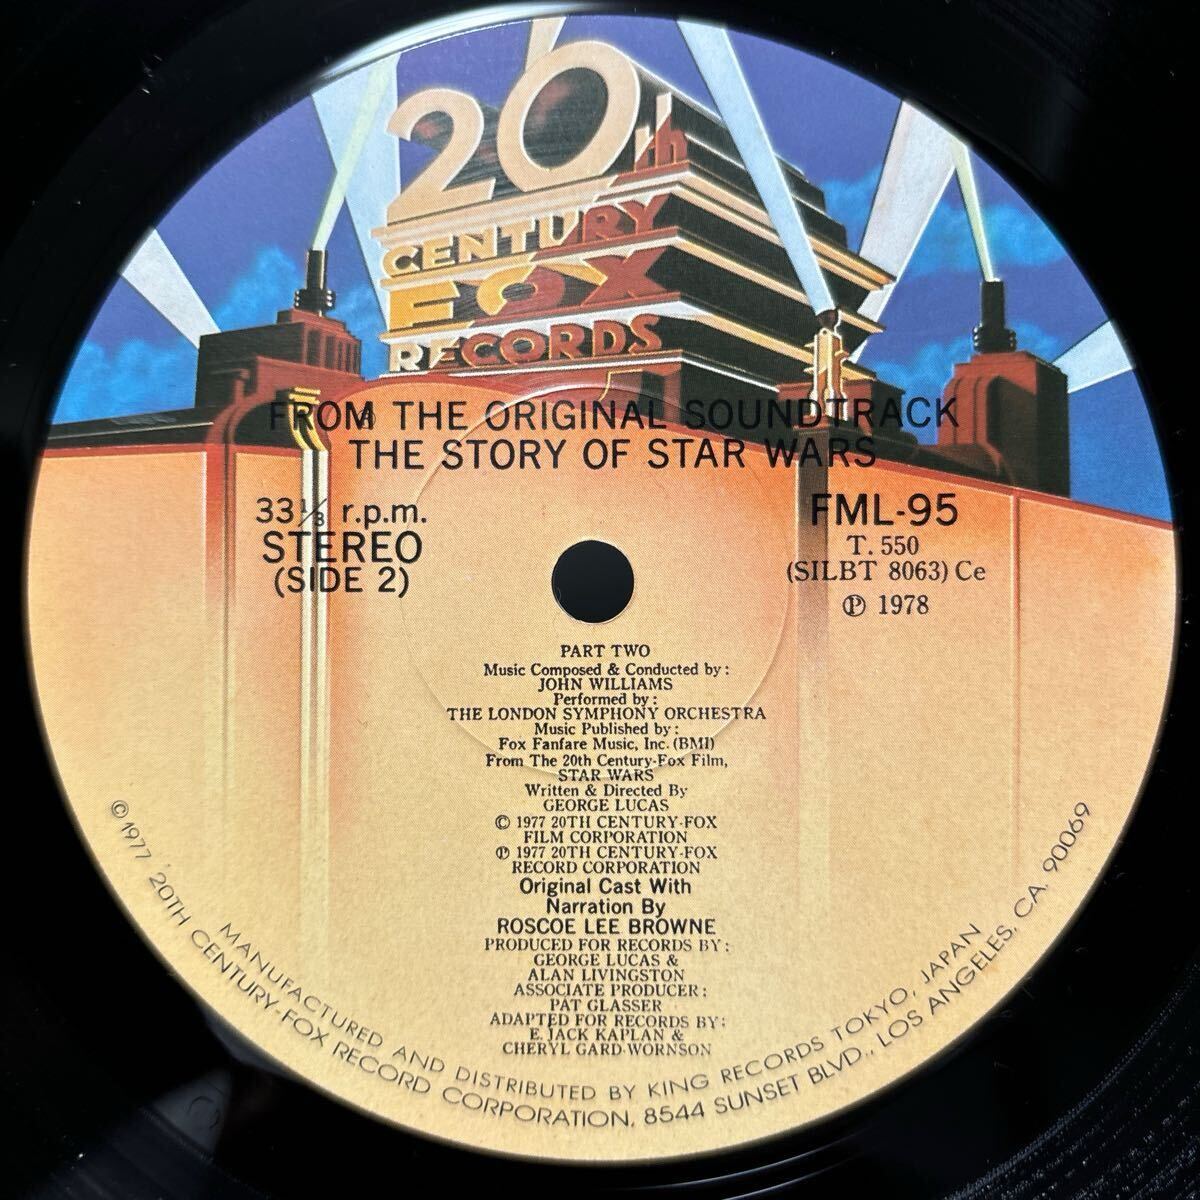 20th
CENTURY
FOX
RECORDS
FROM THE ORIGINAL SOUNDTRACK
THE STORY OF STAR WARS
33⅓ r.p.m.
STEREO
(SIDE 2)
FML-95
T. 550
(SILBT 8063) Ce
Ⓟ 1978
PART TWO
Music Composed & Conducted by:
JOHN WILLIAMS
Performed by:
THE LONDON SYMPHONY ORCHESTRA
Music Published by:
Fox Fanfare Music, Inc. (BMI)
From The 20th Century-Fox Film,
STAR WARS
Written & Directed By
GEORGE LUCAS
© 1977 20TH CENTURY-FOX
FILM CORPORATION
Ⓟ 1977 20TH CENTURY-FOX
RECORD CORPORATION
Original Cast With
Narration By
ROSCOE LEE BROWNE
PRODUCED FOR RECORDS BY:
GEORGE LUCAS &
ALAN LIVINGSTON
ASSOCIATE PRODUCER:
PAT GLASSER
ADAPTED FOR RECORDS BY:
E. JACK KAPLAN &
CHERYL GARD-WORNSON
MANUFACTURED AND DISTRIBUTED BY KING RECORDS TOKYO, JAPAN
© 1977 20TH CENTURY-FOX RECORD CORPORATION, 8544 SUNSET BLVD., LOS ANGELES, CA. 90069